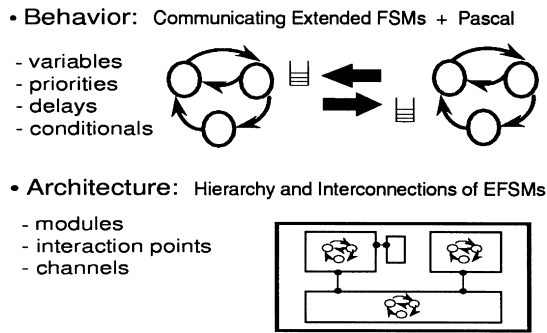 • Behavior: Communicating Extended FSMs + Pascal
- variables
- priorities
- delays
- conditionals
• Architecture: Hierarchy and Interconnections of EFSMs
- modules
- interaction points
- channels